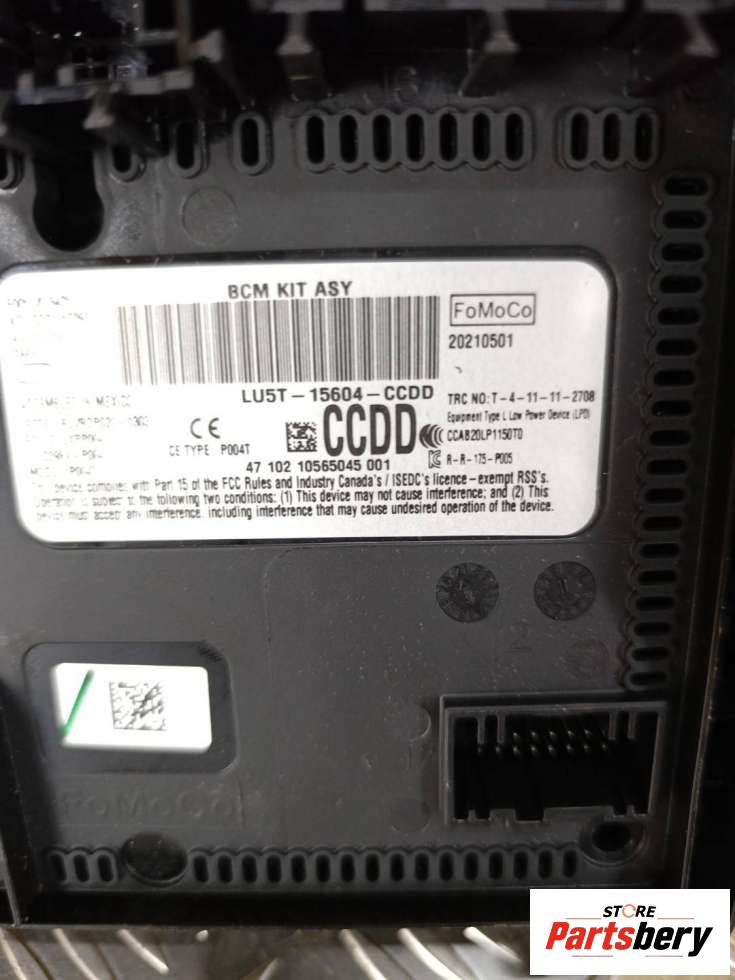 BCM KIT ASY
FoMoCo
20210501
LU5T-15604-CCDD
TRC NO: T-4-11-11-2708
MEXICO
Equipment Type L Low Power Device (LPD)
CE TYPE P004T
CCDD
CCAB20LP1150T0
47 102 10565045 001
R-R-175-P005
device complies with Part 15 of the FCC Rules and Industry Canada's / ISEDC's licence-exempt RSS's.
Operation is subject to the following two conditions: (1) This device may not cause interference; and (2) This
device must accept any interference, including interference that may cause undesired operation of the device.
FoMoCo
STORE
Partsbery